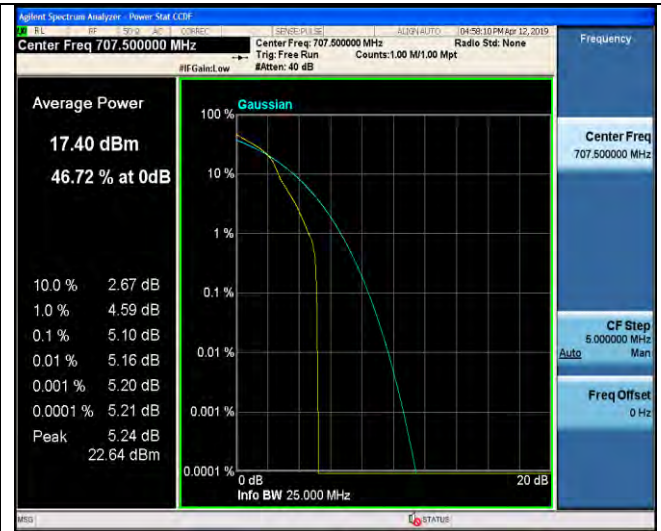 Agilent Spectrum Analyzer - Power Stat CCDF
RL RF 50 Ω AC CORREC SENSE:PULSE ALIGN AUTO 04:58:10 PM Apr 12, 2019
Center Freq 707.500000 MHz
Center Freq: 707.500000 MHz Radio Std: None
Trig: Free Run Counts:1.00 M/1.00 Mpt
#IFGain:Low #Atten: 40 dB
Frequency
Average Power
17.40 dBm
46.72 % at 0dB
10.0 % 2.67 dB
1.0 % 4.59 dB
0.1 % 5.10 dB
0.01 % 5.16 dB
0.001 % 5.20 dB
0.0001 % 5.21 dB
Peak 5.24 dB
22.64 dBm
Gaussian
100 %
10 %
1 %
0.1 %
0.01 %
0.001 %
0.0001 %
0 dB 20 dB
Info BW 25.000 MHz
Center Freq
707.500000 MHz
CF Step
5.000000 MHz
Auto Man
Freq Offset
0 Hz
MSG STATUS